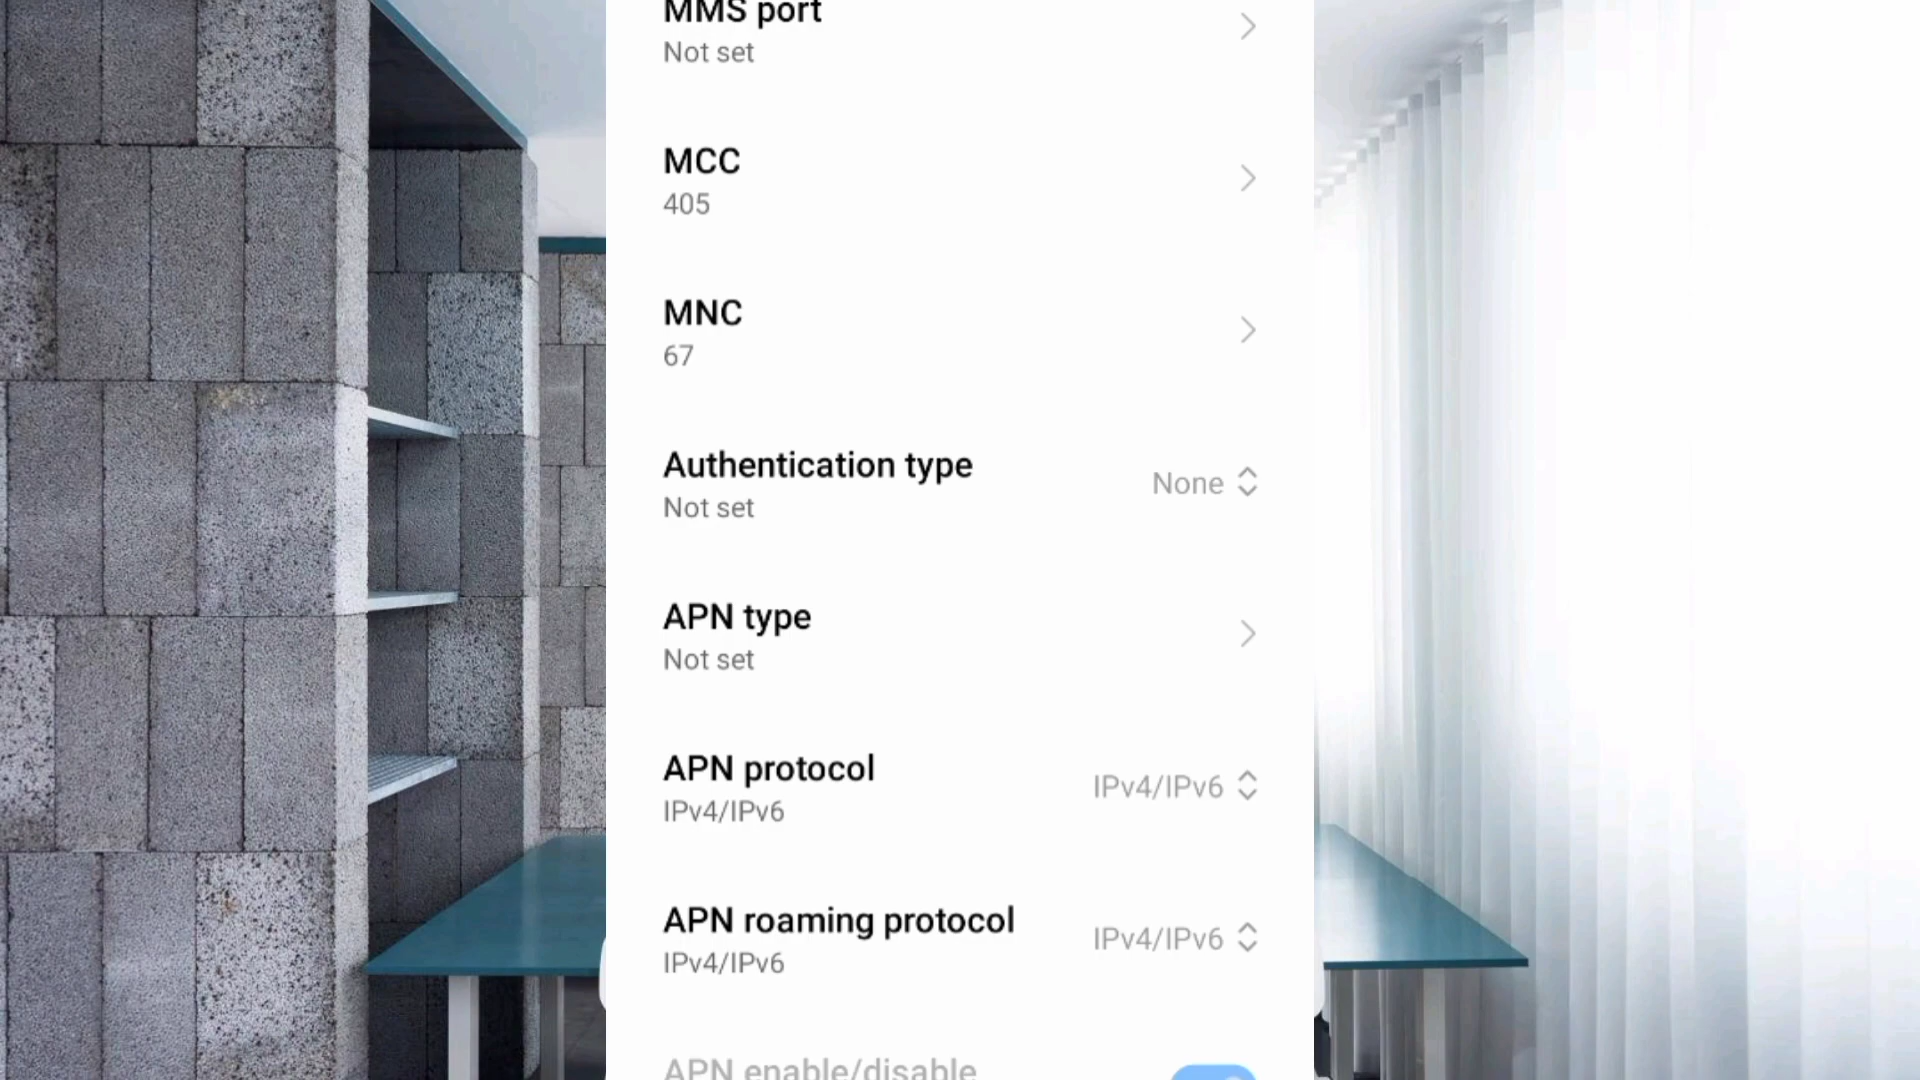 MMS port
Not set
MCC
405
MNC
67
Authentication type
Not set
None
APN type
Not set
APN protocol
IPv4/IPv6
IPv4/IPv6
APN roaming protocol
IPv4/IPv6
IPv4/IPv6
APN enable/disable